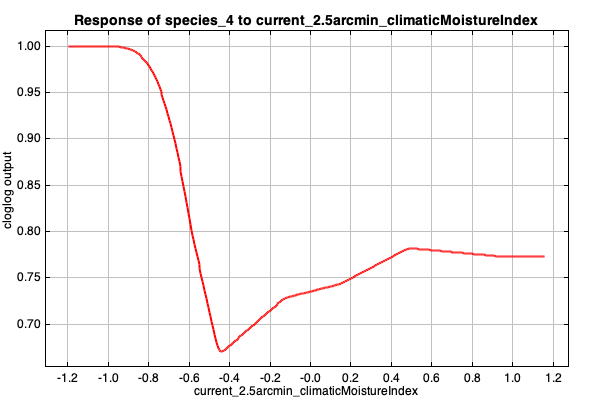 Response of species_4 to current_2.5arcmin_climaticMoistureIndex
1.00
0.95
0.90
0.85
0.80
0.75
0.70
cloglog output
-1.2 -1.0 -0.8 -0.6 -0.4 -0.2 -0.0 0.2 0.4 0.6 0.8 1.0 1.2
current_2.5arcmin_climaticMoistureIndex